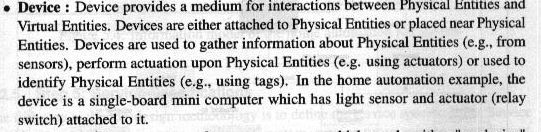 • Device : Device provides a medium for interactions between Physical Entities and
Virtual Entities. Devices are either attached to Physical Entities or placed near Physical
Entities. Devices are used to gather information about Physical Entities (e.g., from
sensors), perform actuation upon Physical Entities (e.g. using actuators) or used to
identify Physical Entities (e.g., using tags). In the home automation example, the
device is a single-board mini computer which has light sensor and actuator (relay
switch) attached to it.